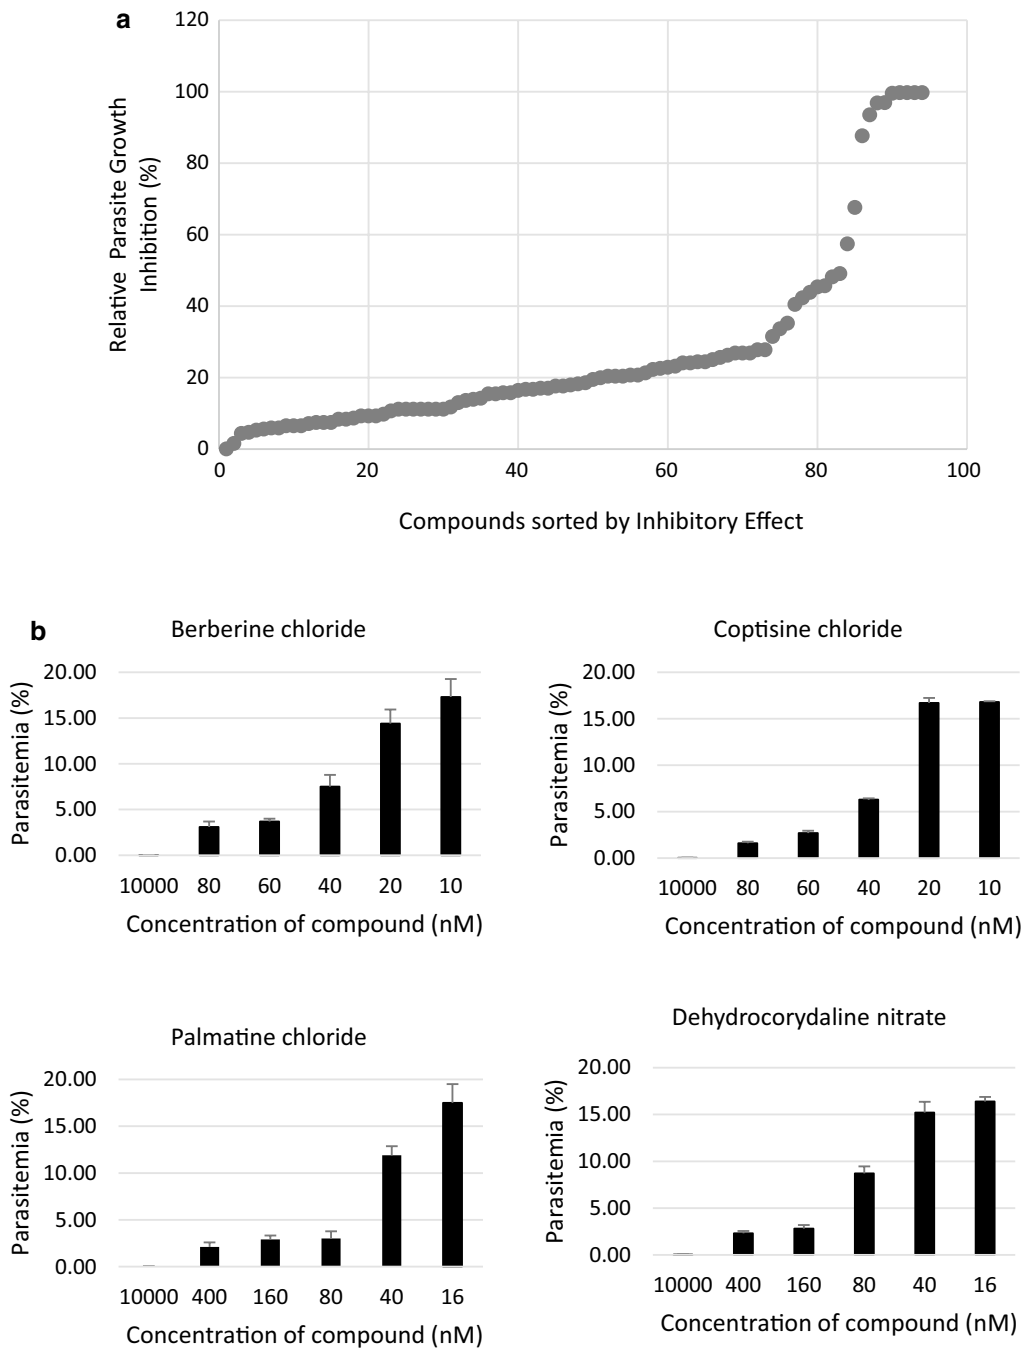 a
120
100
80
60
40
20
0
Relative Parasite Growth
Inhibition (%)
0 20 40 60 80 100
Compounds sorted by Inhibitory Effect
b
Berberine chloride
20.00
15.00
10.00
5.00
0.00
Parasitemia (%)
10000 80 60 40 20 10
Concentration of compound (nM)
Coptisine chloride
20.00
15.00
10.00
5.00
0.00
Parasitemia (%)
10000 80 60 40 20 10
Concentration of compound (nM)
Palmatine chloride
20.00
15.00
10.00
5.00
0.00
Parasitemia (%)
10000 400 160 80 40 16
Concentration of compound (nM)
Dehydrocorydaline nitrate
20.00
15.00
10.00
5.00
0.00
Parasitemia (%)
10000 400 160 80 40 16
Concentration of compound (nM)